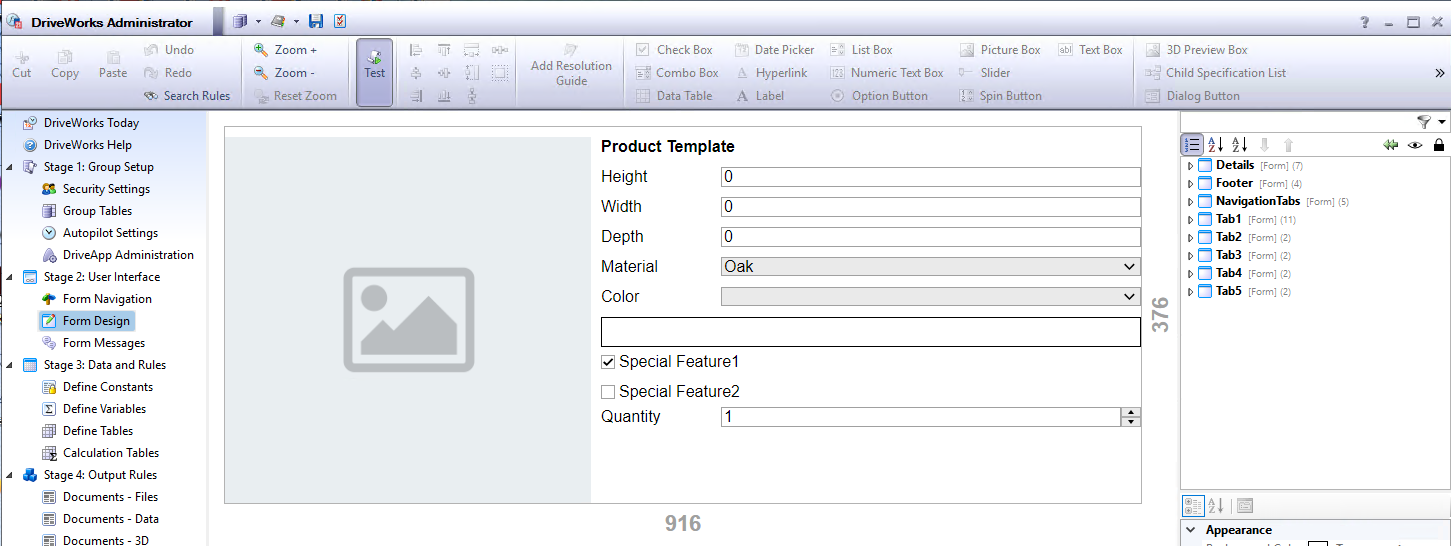 DriveWorks Administrator
Cut
Copy
Paste
Undo
Redo
Search Rules
Zoom +
Zoom -
Reset Zoom
Test
Add Resolution
Guide
Check Box
Date Picker
List Box
Picture Box
Text Box
Combo Box
Hyperlink
Numeric Text Box
Slider
Data Table
Label
Option Button
Spin Button
3D Preview Box
Child Specification List
Dialog Button
DriveWorks Today
DriveWorks Help
Stage 1: Group Setup
Security Settings
Group Tables
Autopilot Settings
DriveApp Administration
Stage 2: User Interface
Form Navigation
Form Design
Form Messages
Stage 3: Data and Rules
Define Constants
Define Variables
Define Tables
Calculation Tables
Stage 4: Output Rules
Documents - Files
Documents - Data
Documents - 3D
Product Template
Height 0
Width 0
Depth 0
Material Oak
Color
Special Feature1
Special Feature2
Quantity 1
376
916
Details [Form] (7)
Footer [Form] (4)
NavigationTabs [Form] (5)
Tab1 [Form] (11)
Tab2 [Form] (2)
Tab3 [Form] (2)
Tab4 [Form] (2)
Tab5 [Form] (2)
Appearance